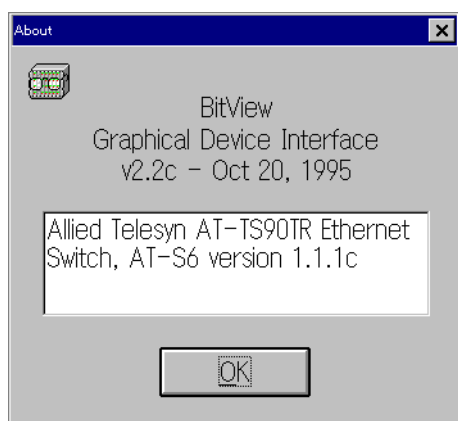 About
BitView
Graphical Device Interface
v2.2c - Oct 20, 1995
Allied Telesyn AT-TS90TR Ethernet
Switch, AT-S6 version 1.1.1c
OK